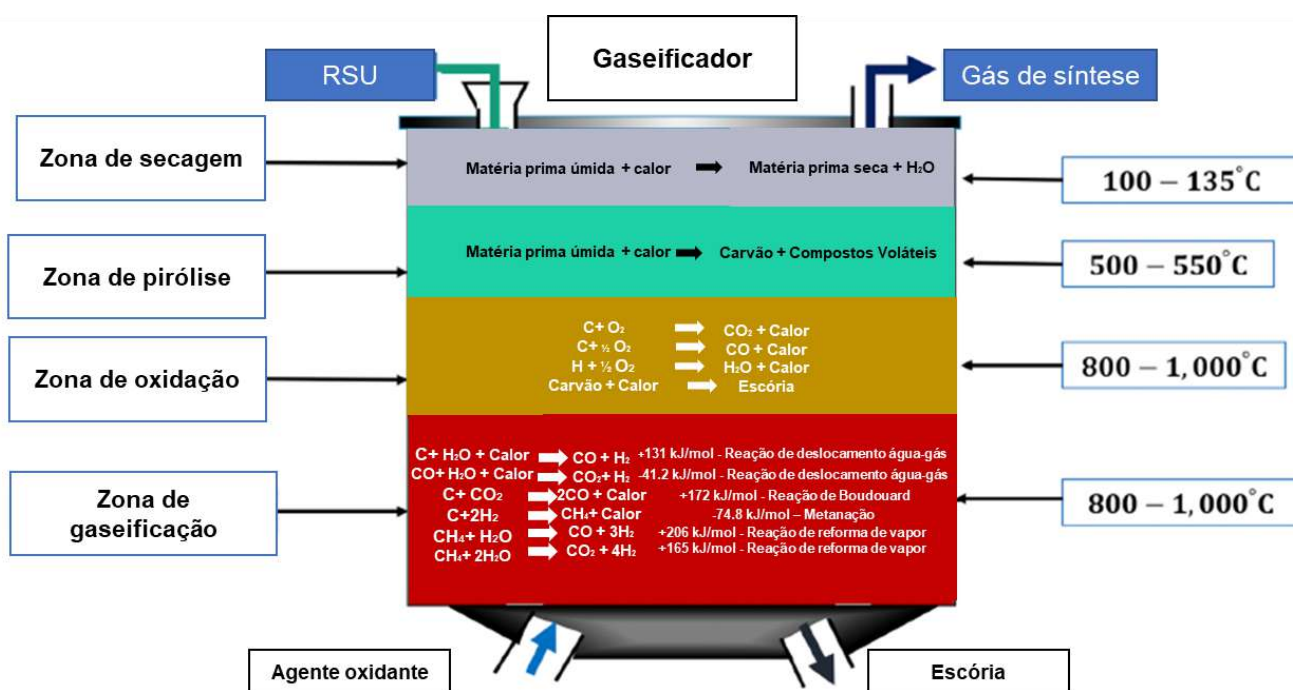 Gaseificador
RSU
Gás de síntese
Zona de secagem
Matéria prima úmida + calor
Matéria prima seca + H₂O
100 – 135°C
Zona de pirólise
Matéria prima úmida + calor
Carvão + Compostos Voláteis
500 – 550°C
Zona de oxidação
C+ O₂
CO₂ + Calor
C+ ½ O₂
CO + Calor
H + ½ O₂
H₂O + Calor
Carvão + Calor
Escória
800 – 1,000°C
Zona de
gaseificação
C+ H₂O + Calor
CO + H₂
+131 kJ/mol - Reação de deslocamento água-gás
CO+ H₂O + Calor
CO₂+ H₂
-41.2 kJ/mol - Reação de deslocamento água-gás
C+ CO₂
2CO + Calor
+172 kJ/mol - Reação de Boudouard
C+2H₂
CH₄+ Calor
-74.8 kJ/mol – Metanação
CH₄+ H₂O
CO + 3H₂
+206 kJ/mol - Reação de reforma de vapor
CH₄+ 2H₂O
CO₂ + 4H₂
+165 kJ/mol - Reação de reforma de vapor
800 – 1,000°C
Agente oxidante
Escória